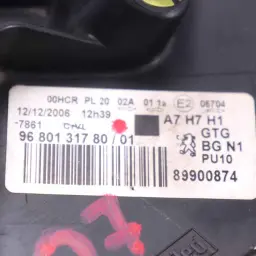 00HCR PL 20 02A 01 1a E2 06704
12/12/2006 12h39
-7861
A7 H7 H1
96 801 317 80 / 01
GTG
BG N1
PU10
89900874